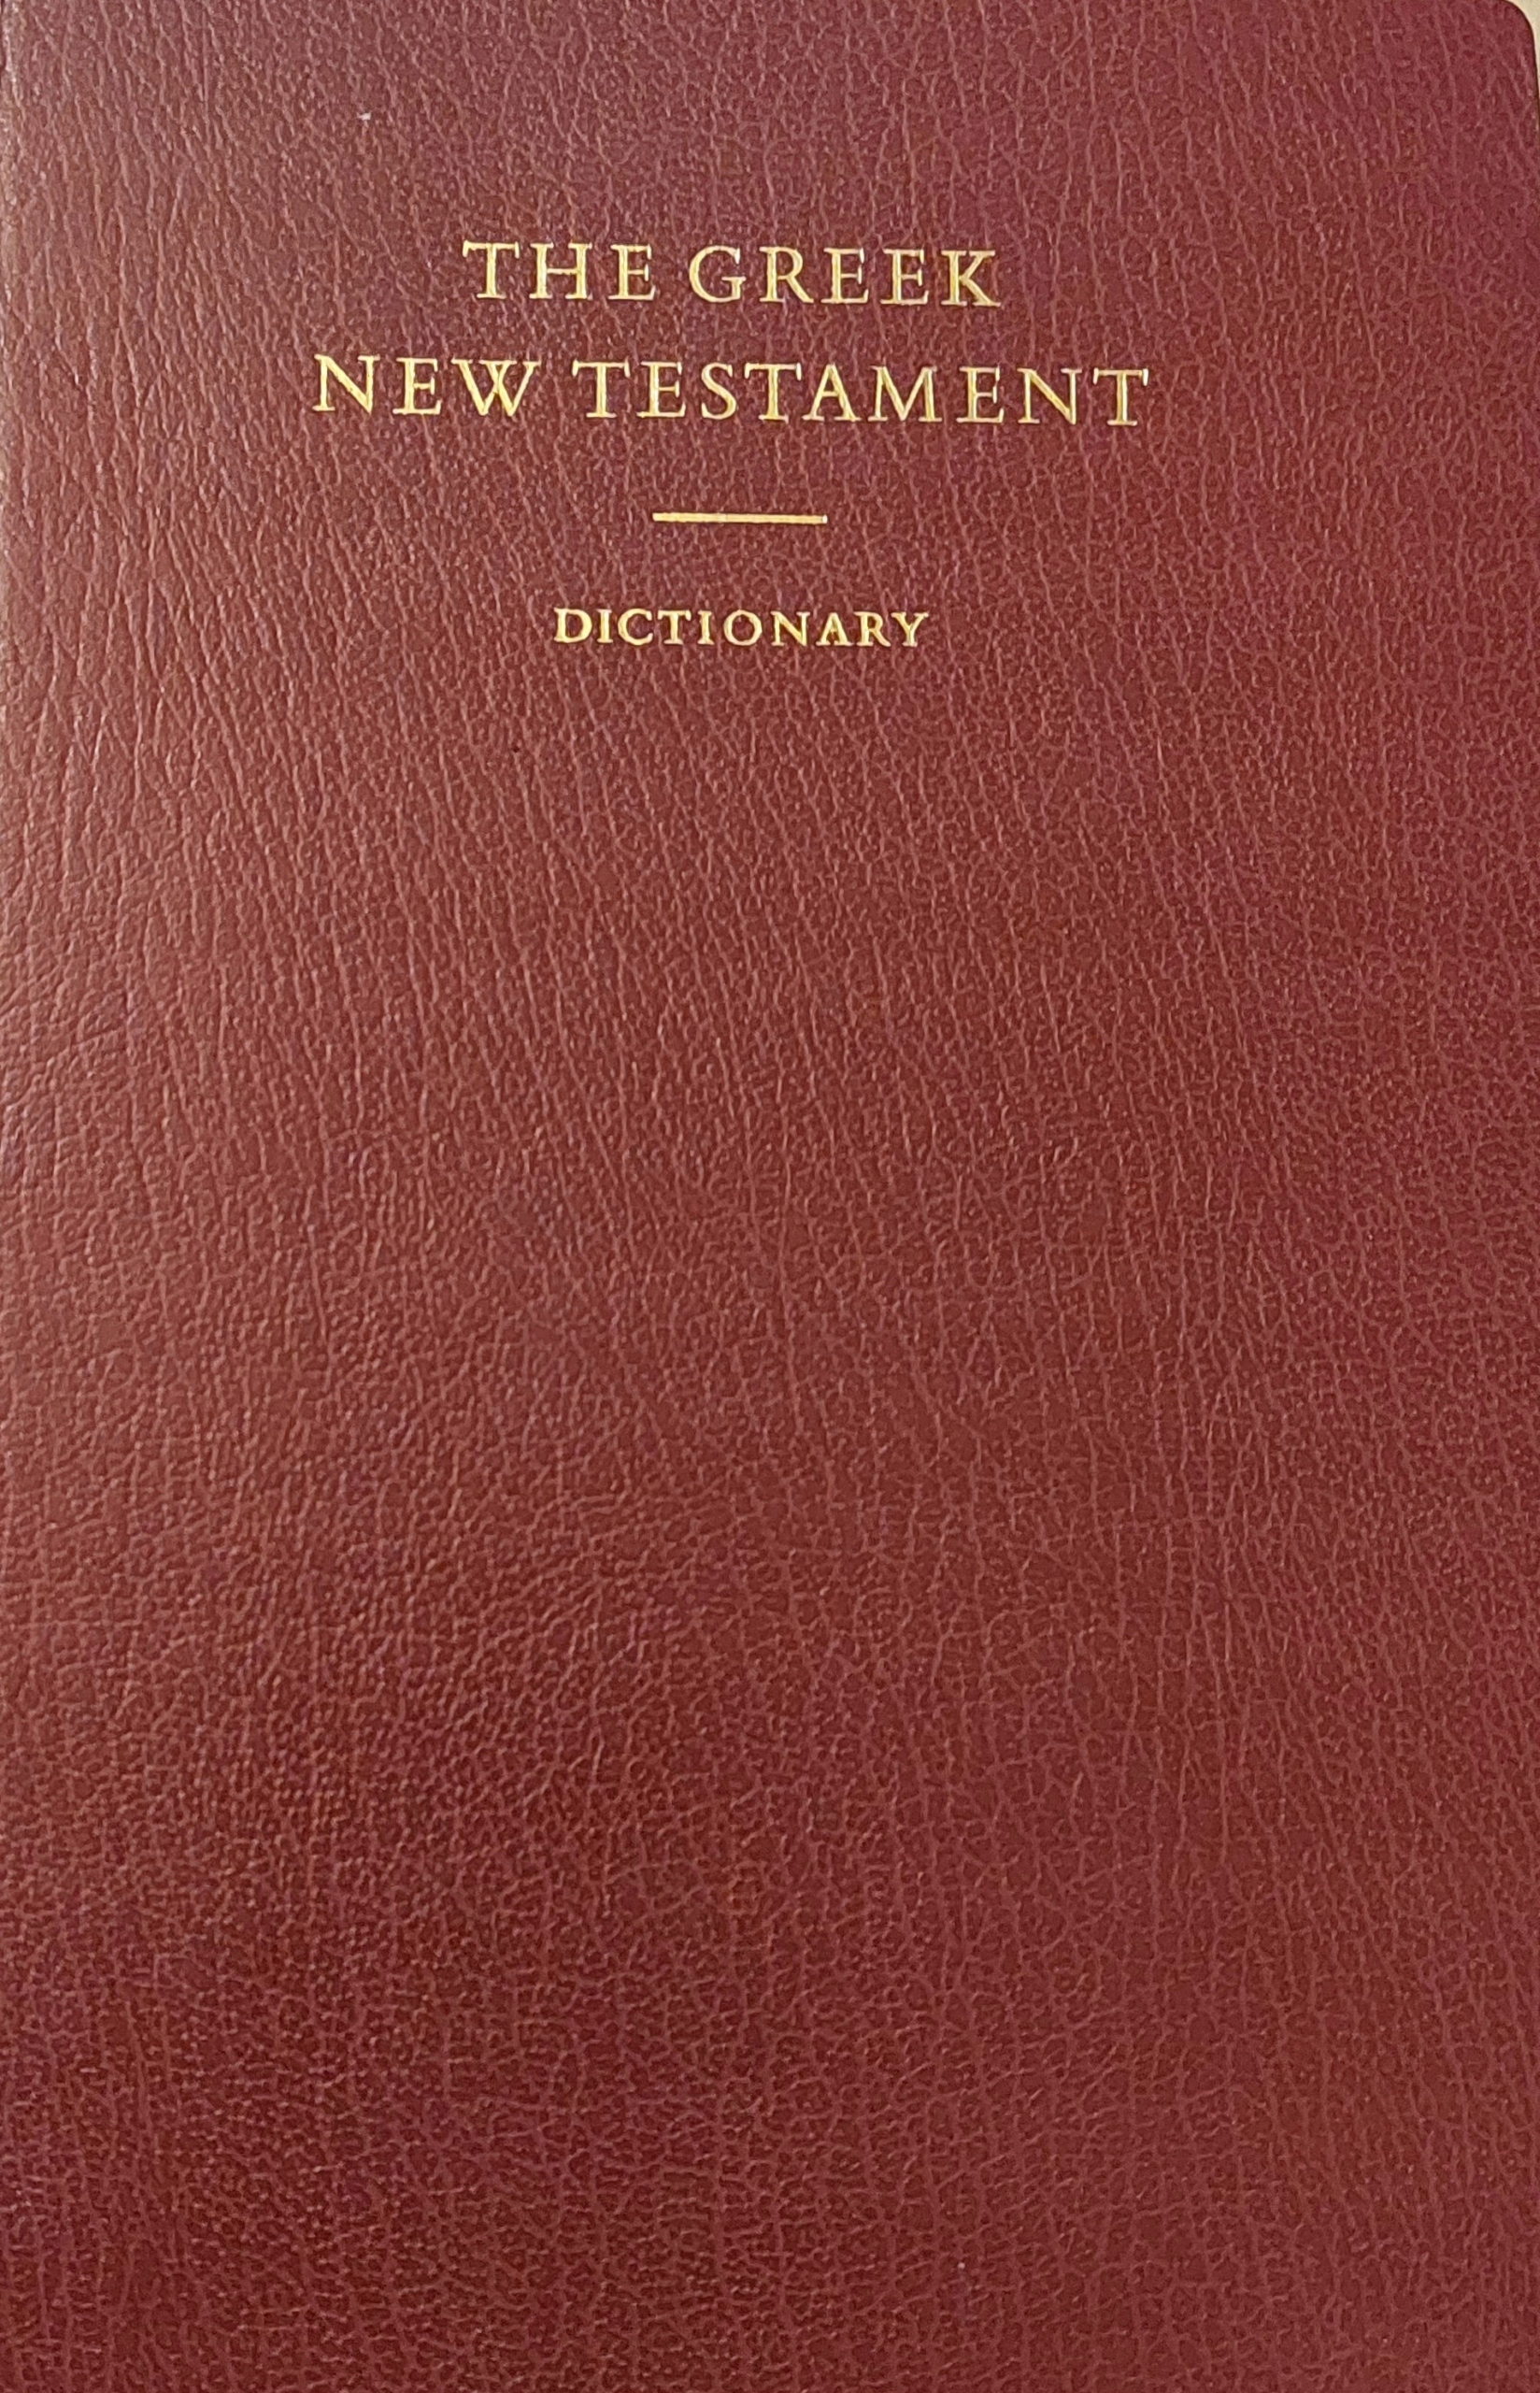 THE GREEK
NEW TESTAMENT
DICTIONARY